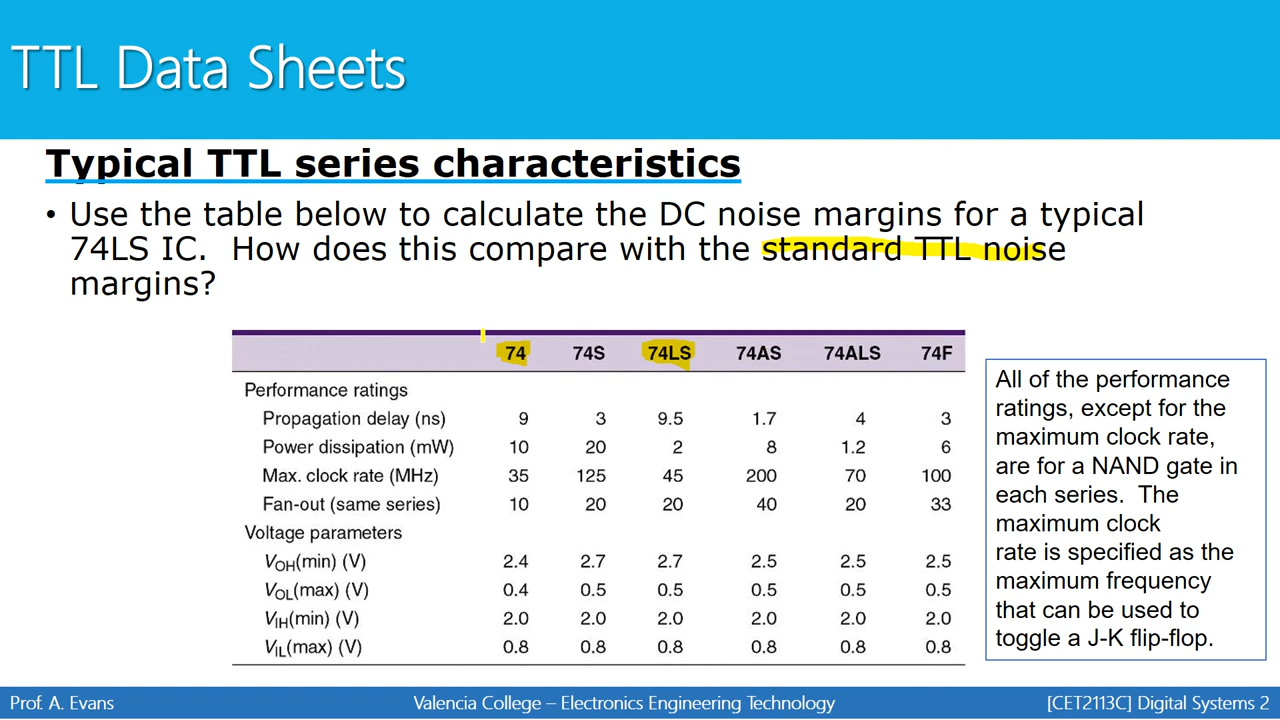 TTL Data Sheets
Typical TTL series characteristics
• Use the table below to calculate the DC noise margins for a typical
74LS IC. How does this compare with the standard TTL noise
margins?
74 74S 74LS 74AS 74ALS 74F
Performance ratings
Propagation delay (ns) 9 3 9.5 1.7 4 3
Power dissipation (mW) 10 20 2 8 1.2 6
Max. clock rate (MHz) 35 125 45 200 70 100
Fan-out (same series) 10 20 20 40 20 33
Voltage parameters
VOH(min) (V) 2.4 2.7 2.7 2.5 2.5 2.5
VOL(max) (V) 0.4 0.5 0.5 0.5 0.5 0.5
VIH(min) (V) 2.0 2.0 2.0 2.0 2.0 2.0
VIL(max) (V) 0.8 0.8 0.8 0.8 0.8 0.8
All of the performance
ratings, except for the
maximum clock rate,
are for a NAND gate in
each series. The
maximum clock
rate is specified as the
maximum frequency
that can be used to
toggle a J-K flip-flop.
Prof. A. Evans
Valencia College – Electronics Engineering Technology
[CET2113C] Digital Systems 2